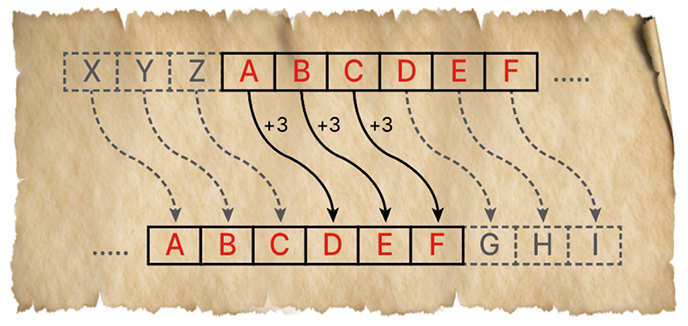 X Y Z A B C D E F .....
+3 +3 +3
..... A B C D E F G H I